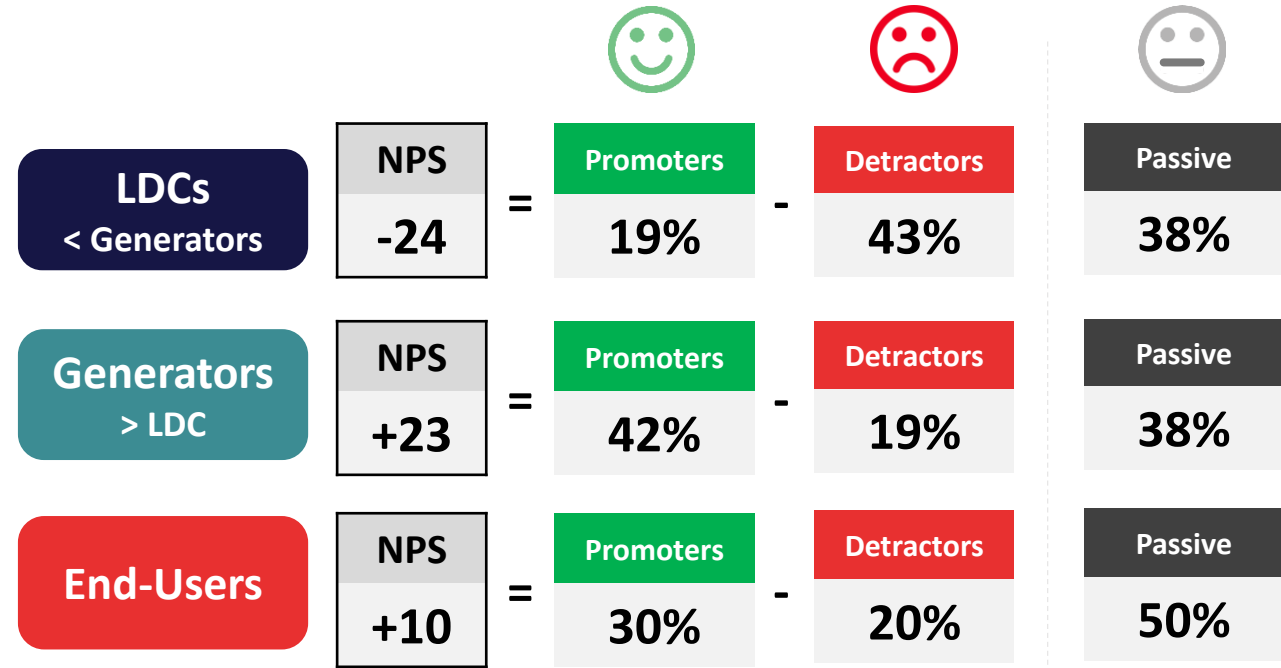 LDCs
< Generators
NPS
-24
=
Promoters
19%
-
Detractors
43%
Passive
38%
Generators
> LDC
NPS
+23
=
Promoters
42%
-
Detractors
19%
Passive
38%
End-Users
NPS
+10
=
Promoters
30%
-
Detractors
20%
Passive
50%